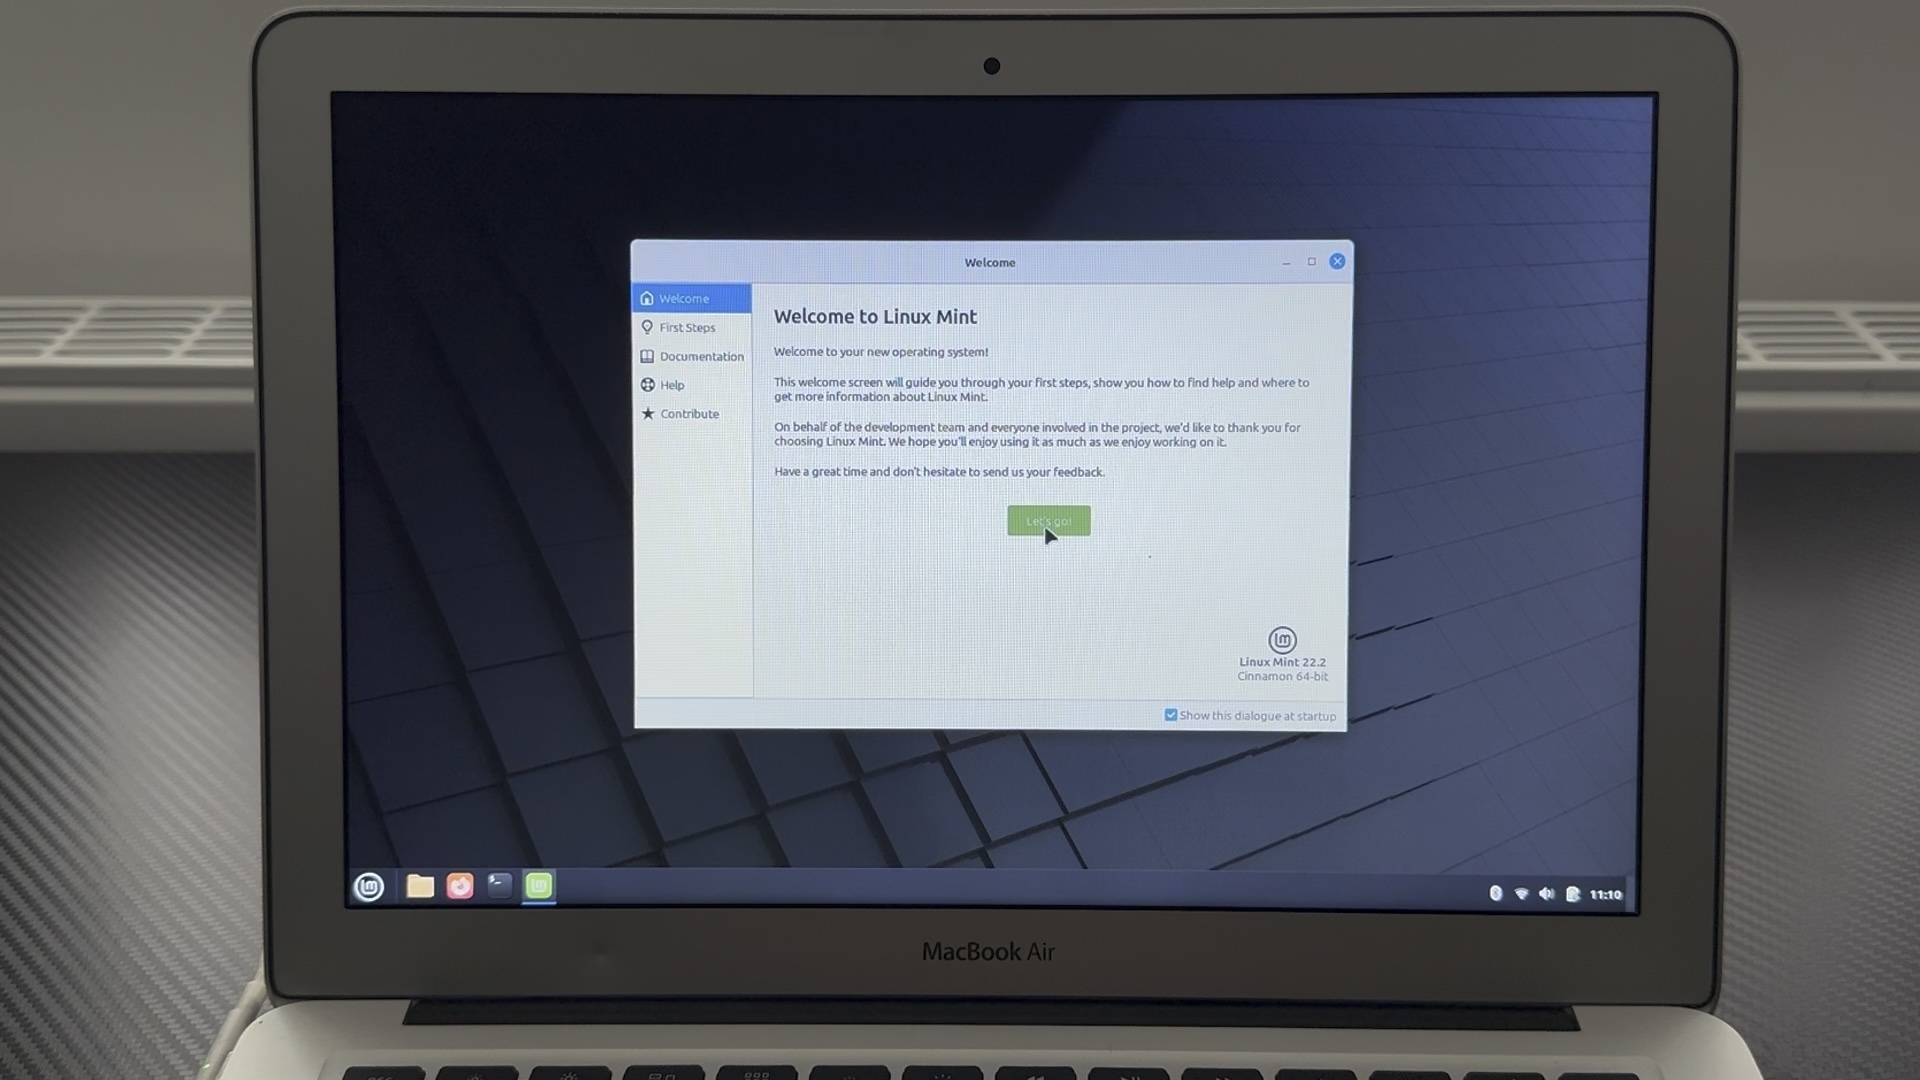 Welcome
Welcome
First Steps
Documentation
Help
Contribute
Welcome to Linux Mint
Welcome to your new operating system!
This welcome screen will guide you through your first steps, show you how to find help and where to
get more information about Linux Mint.
On behalf of the development team and everyone involved in the project, we'd like to thank you for
choosing Linux Mint. We hope you'll enjoy using it as much as we enjoy working on it.
Have a great time and don't hesitate to send us your feedback.
Let's go!
Linux Mint 22.2
Cinnamon 64-bit
Show this dialogue at startup
11:10
MacBook Air